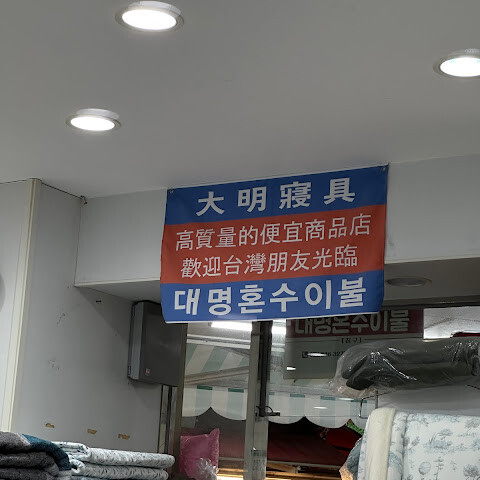 大明寢具
高質量的便宜商品店
歡迎台灣朋友光臨
대명혼수이불
대명혼수이불